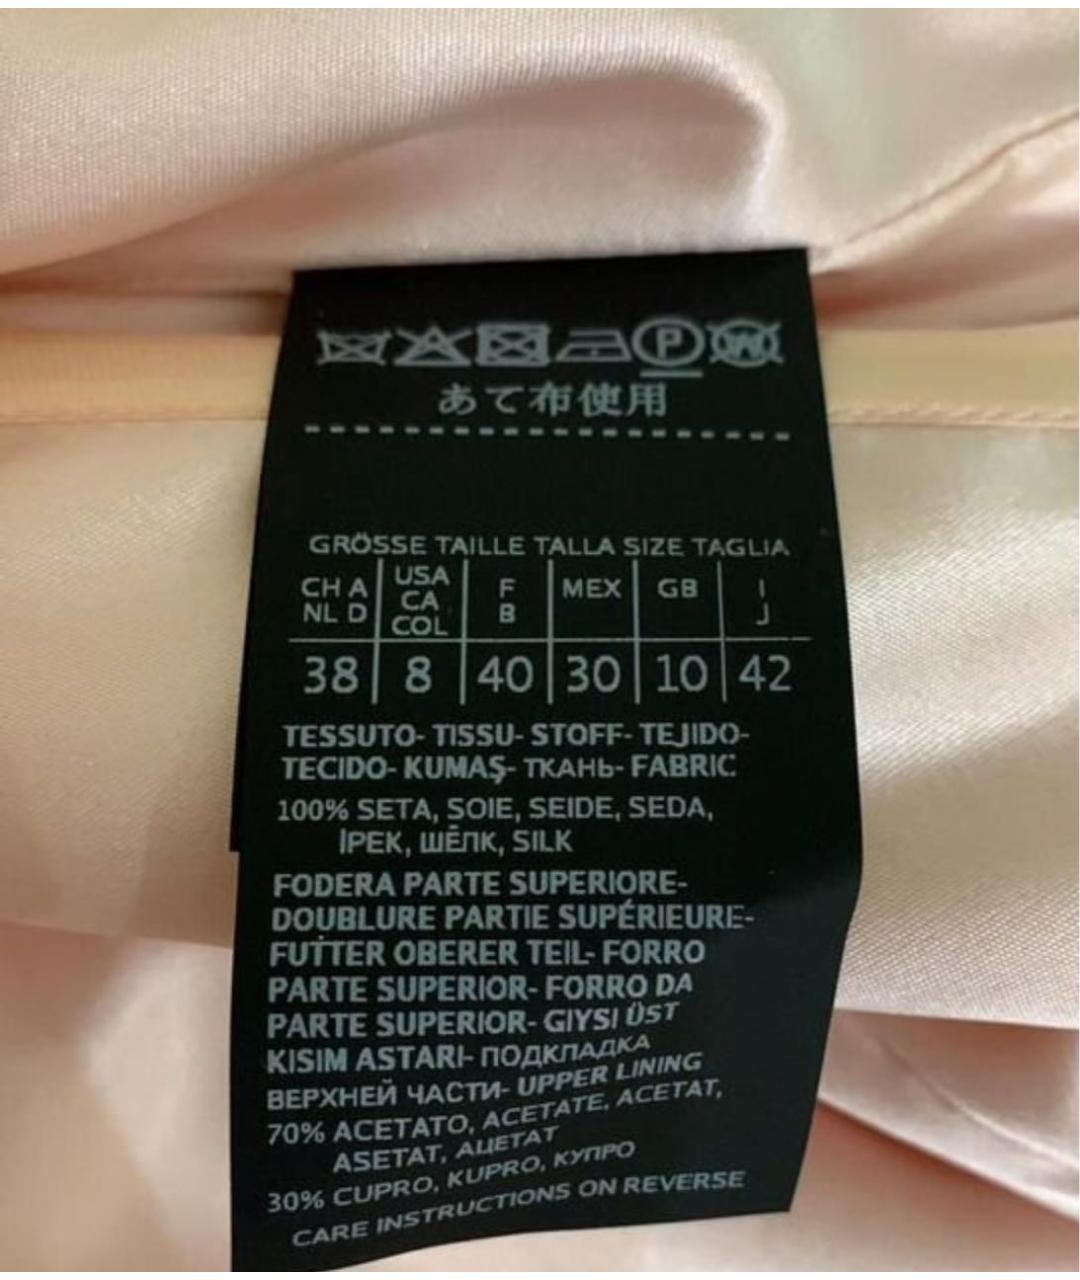 P W
あて布使用
GRÖSSE TAILLE TALLA SIZE TAGLIA
CH A NL D USA CA COL F B MEX GB I J
38 8 40 30 10 42
TESSUTO- TISSU- STOFF- TEJIDO-
TECIDO- KUMAŞ- ТКАНЬ- FABRIC
100% SETA, SOIE, SEIDE, SEDA,
İPEK, ШЁЛК, SILK
FODERA PARTE SUPERIORE-
DOUBLURE PARTIE SUPÉRIEURE-
FUTTER OBERER TEIL- FORRO
PARTE SUPERIOR- FORRO DA
PARTE SUPERIOR- GIYSI ÜST
KISIM ASTARI- ПОДКЛАДКА
ВЕРХНЕЙ ЧАСТИ- UPPER LINING
70% ACETATO, ACETATE, ACETAT,
ASETAT, АЦЕТАТ
30% CUPRO, KUPRO, КУПРО
CARE INSTRUCTIONS ON REVERSE